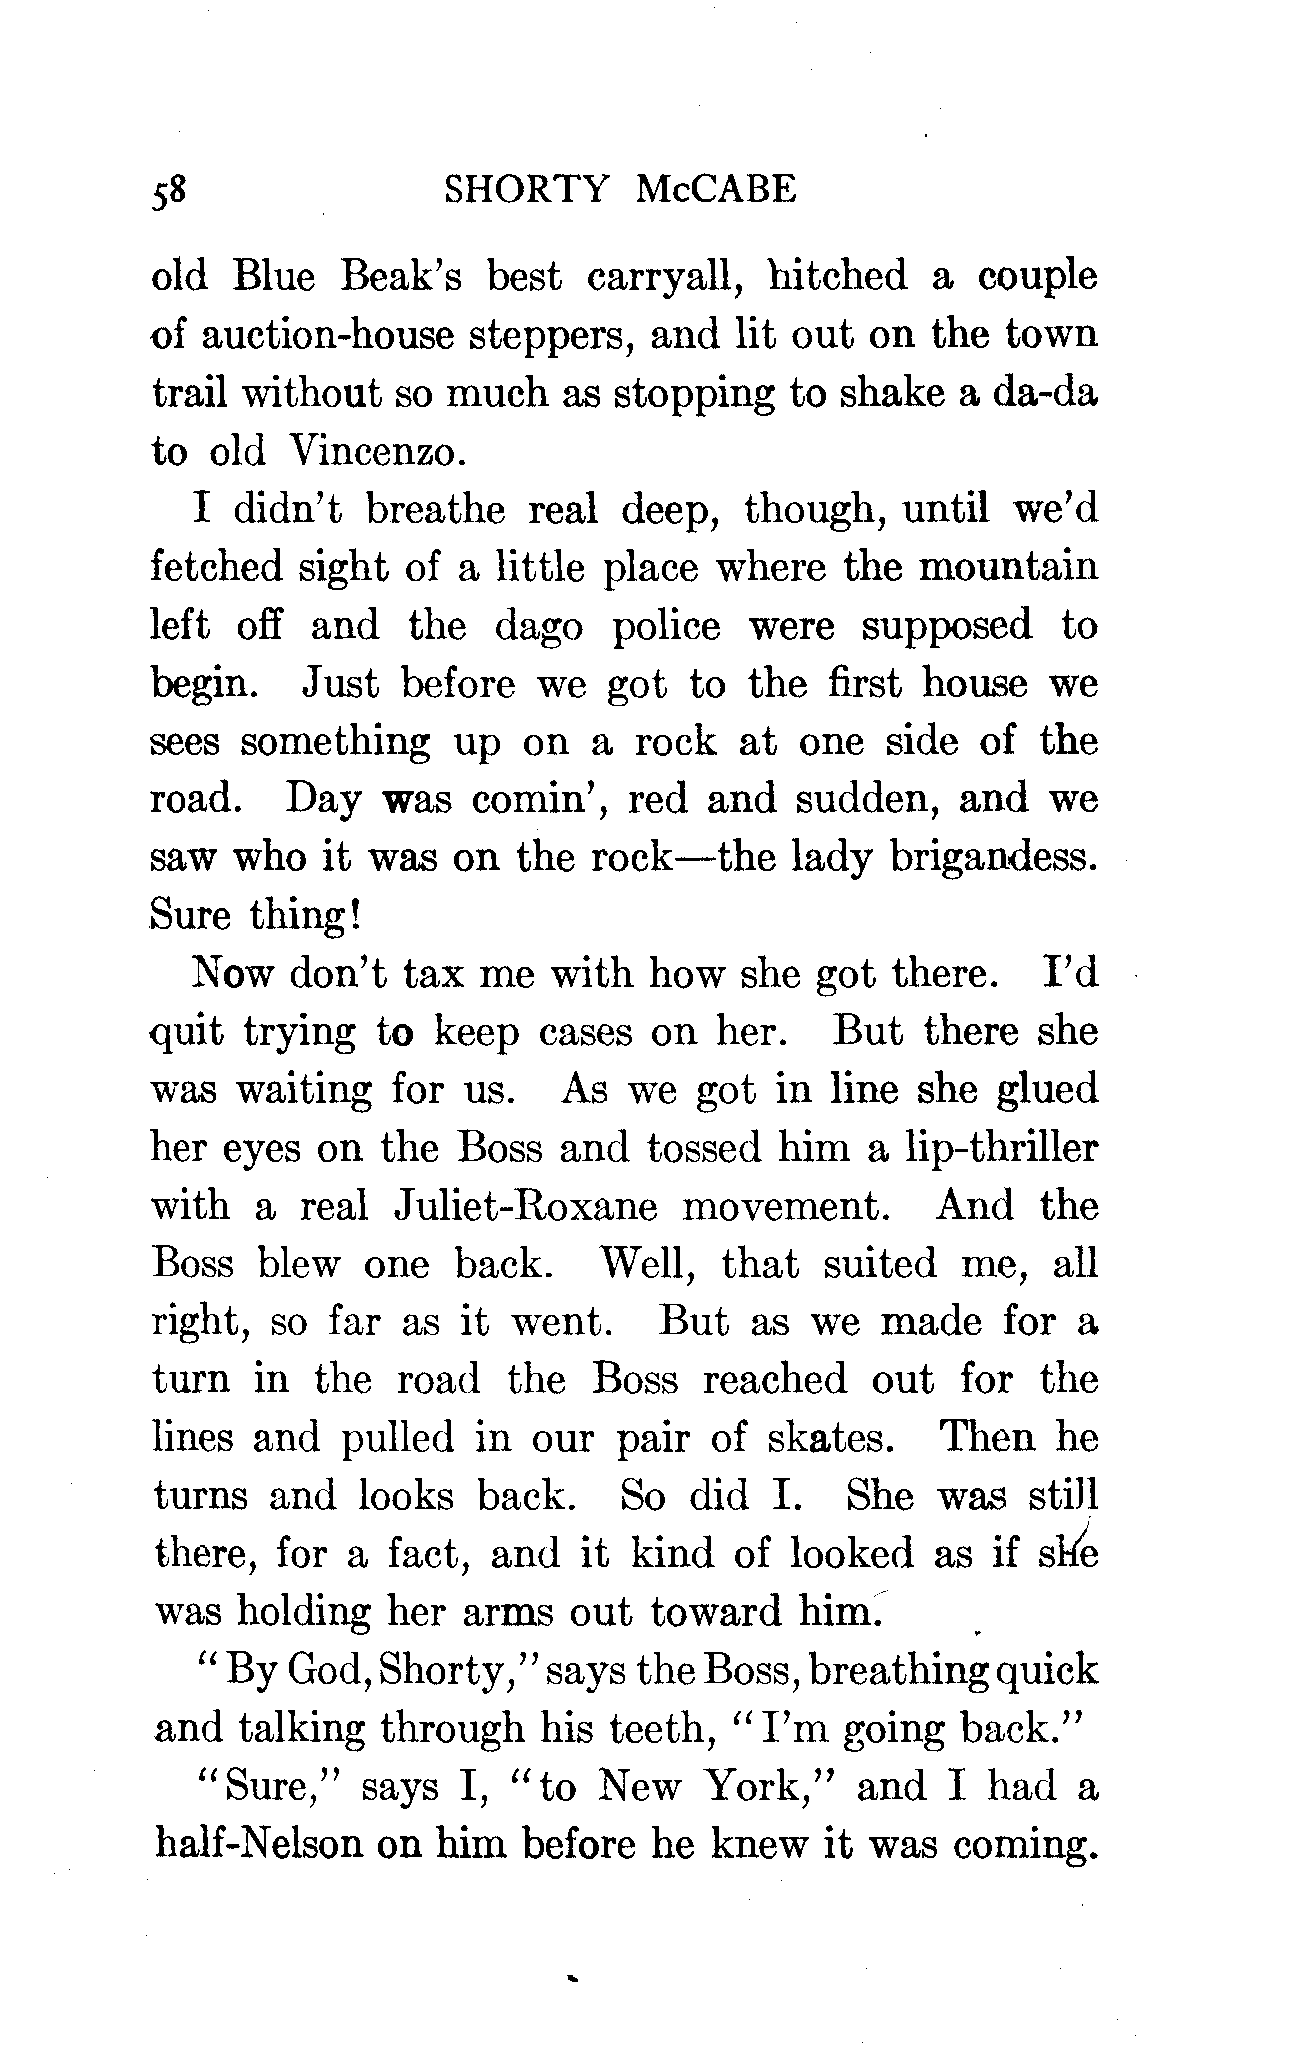 58 SHORTY McCABE
old Blue Beak's best carryall, hitched a couple
of auction-house steppers, and lit out on the town
trail without so much as stopping to shake a da-da
to old Vincenzo.
I didn't breathe real deep, though, until we'd
fetched sight of a little place where the mountain
left off and the dago police were supposed to
begin. Just before we got to the first house we
sees something up on a rock at one side of the
road. Day was comin', red and sudden, and we
saw who it was on the rock—the lady brigandess.
Sure thing!
Now don't tax me with how she got there. I'd
quit trying to keep cases on her. But there she
was waiting for us. As we got in line she glued
her eyes on the Boss and tossed him a lip-thriller
with a real Juliet-Roxane movement. And the
Boss blew one back. Well, that suited me, all
right, so far as it went. But as we made for a
turn in the road the Boss reached out for the
lines and pulled in our pair of skates. Then he
turns and looks back. So did I. She was still
there, for a fact, and it kind of looked as if she
was holding her arms out toward him.
"By God, Shorty," says the Boss, breathing quick
and talking through his teeth, "I'm going back."
"Sure," says I, "to New York," and I had a
half-Nelson on him before he knew it was coming.